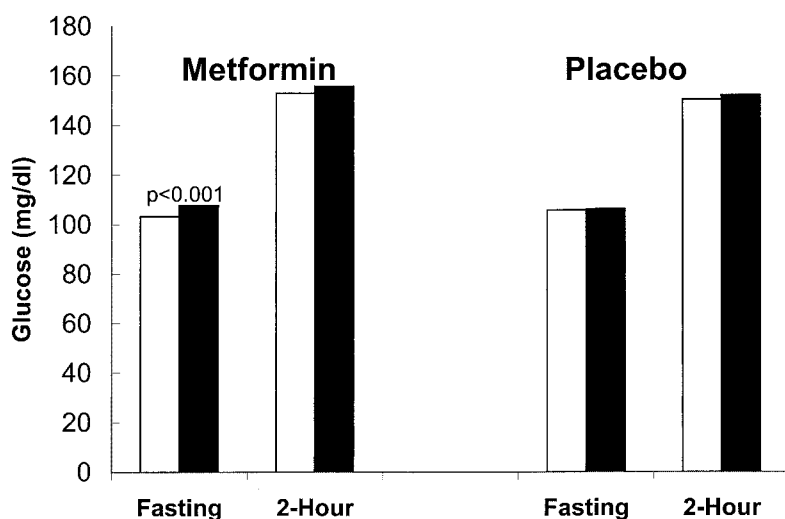 180
160
140
120
100
80
60
40
20
0
Glucose (mg/dl)
Metformin
Placebo
p<0.001
Fasting
2-Hour
Fasting
2-Hour